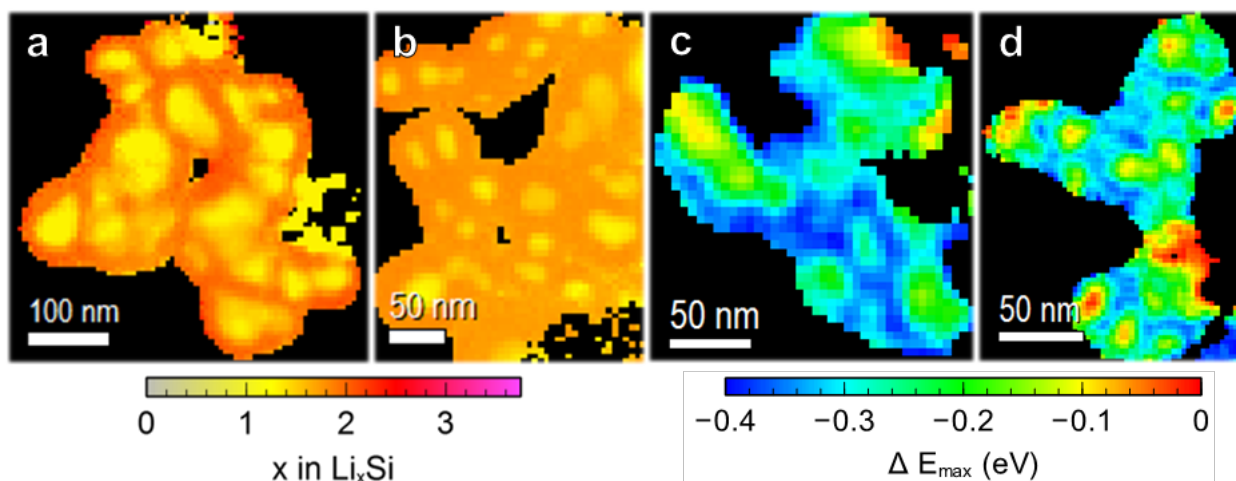 a b c d
100 nm 50 nm 50 nm 50 nm
0 1 2 3
x in LiₓSi
−0.4 −0.3 −0.2 −0.1 0
Δ Eₘₐₓ (eV)